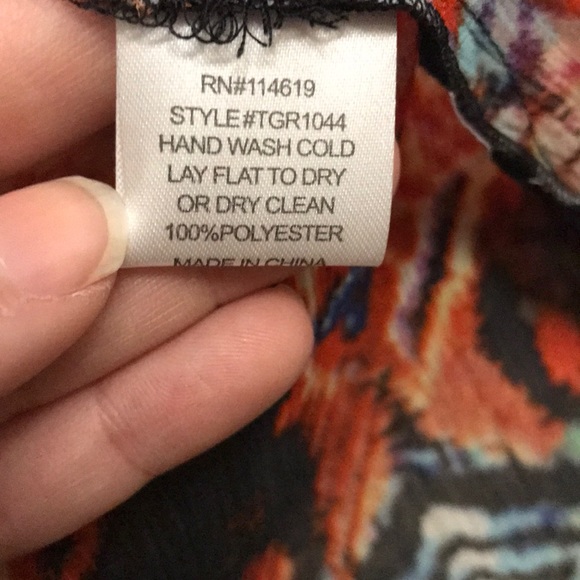 RN#114619
STYLE#TGR1044
HAND WASH COLD
LAY FLAT TO DRY
OR DRY CLEAN
100%POLYESTER
MADE IN CHINA